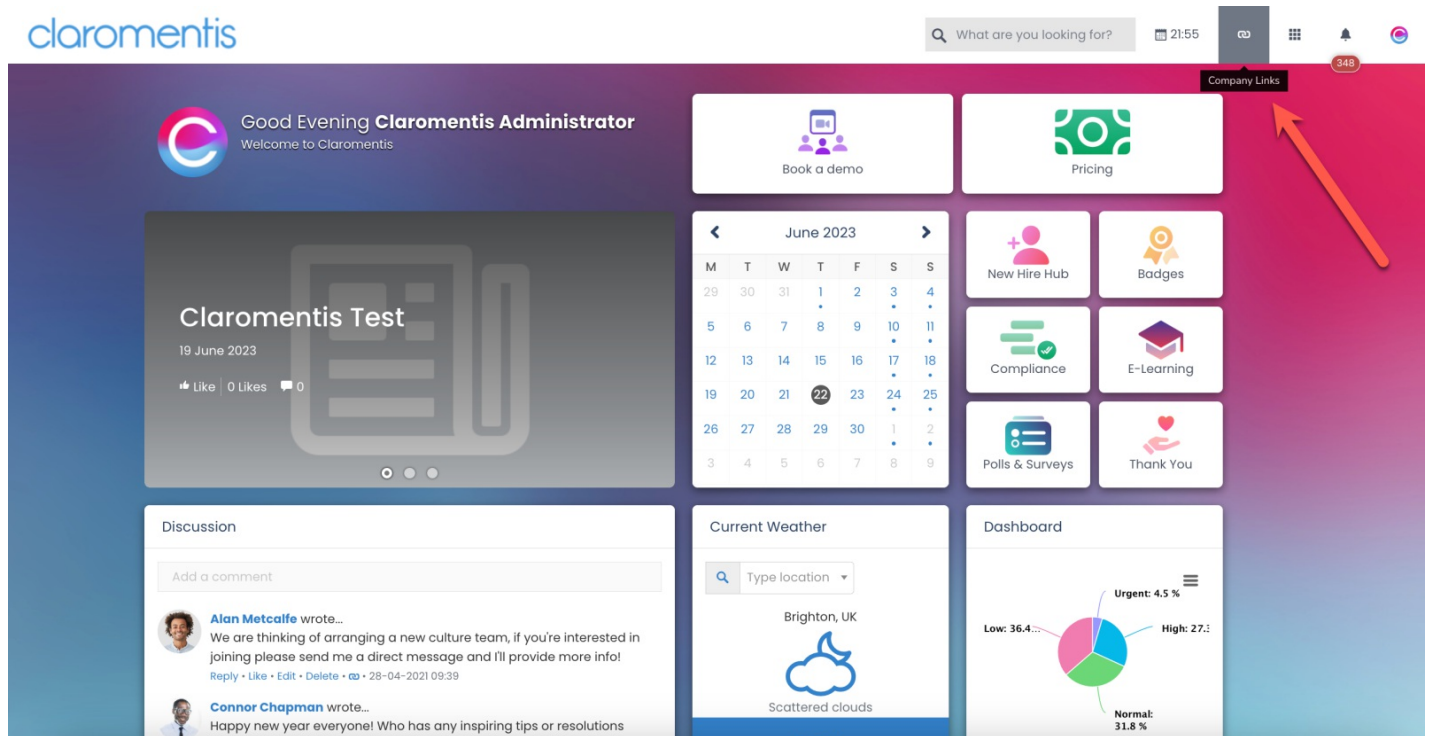 claromentis
What are you looking for?
21:55
348
Company Links
Good Evening Claromentis Administrator
Welcome to Claromentis
Book a demo
Pricing
Claromentis Test
19 June 2023
Like 0 Likes 0
June 2023
M T W T F S S
29 30 31 1 2 3 4
5 6 7 8 9 10 11
12 13 14 15 16 17 18
19 20 21 22 23 24 25
26 27 28 29 30 1 2
3 4 5 6 7 8 9
New Hire Hub
Badges
Compliance
E-Learning
Polls & Surveys
Thank You
Discussion
Add a comment
Alan Metcalfe wrote...
We are thinking of arranging a new culture team, if you're interested in
joining please send me a direct message and I'll provide more info!
Reply • Like • Edit • Delete • • 28-04-2021 09:39
Connor Chapman wrote...
Happy new year everyone! Who has any inspiring tips or resolutions
Current Weather
Type location
Brighton, UK
Scattered clouds
Dashboard
Urgent: 4.5 %
Low: 36.4...
High: 27.3
Normal:
31.8 %